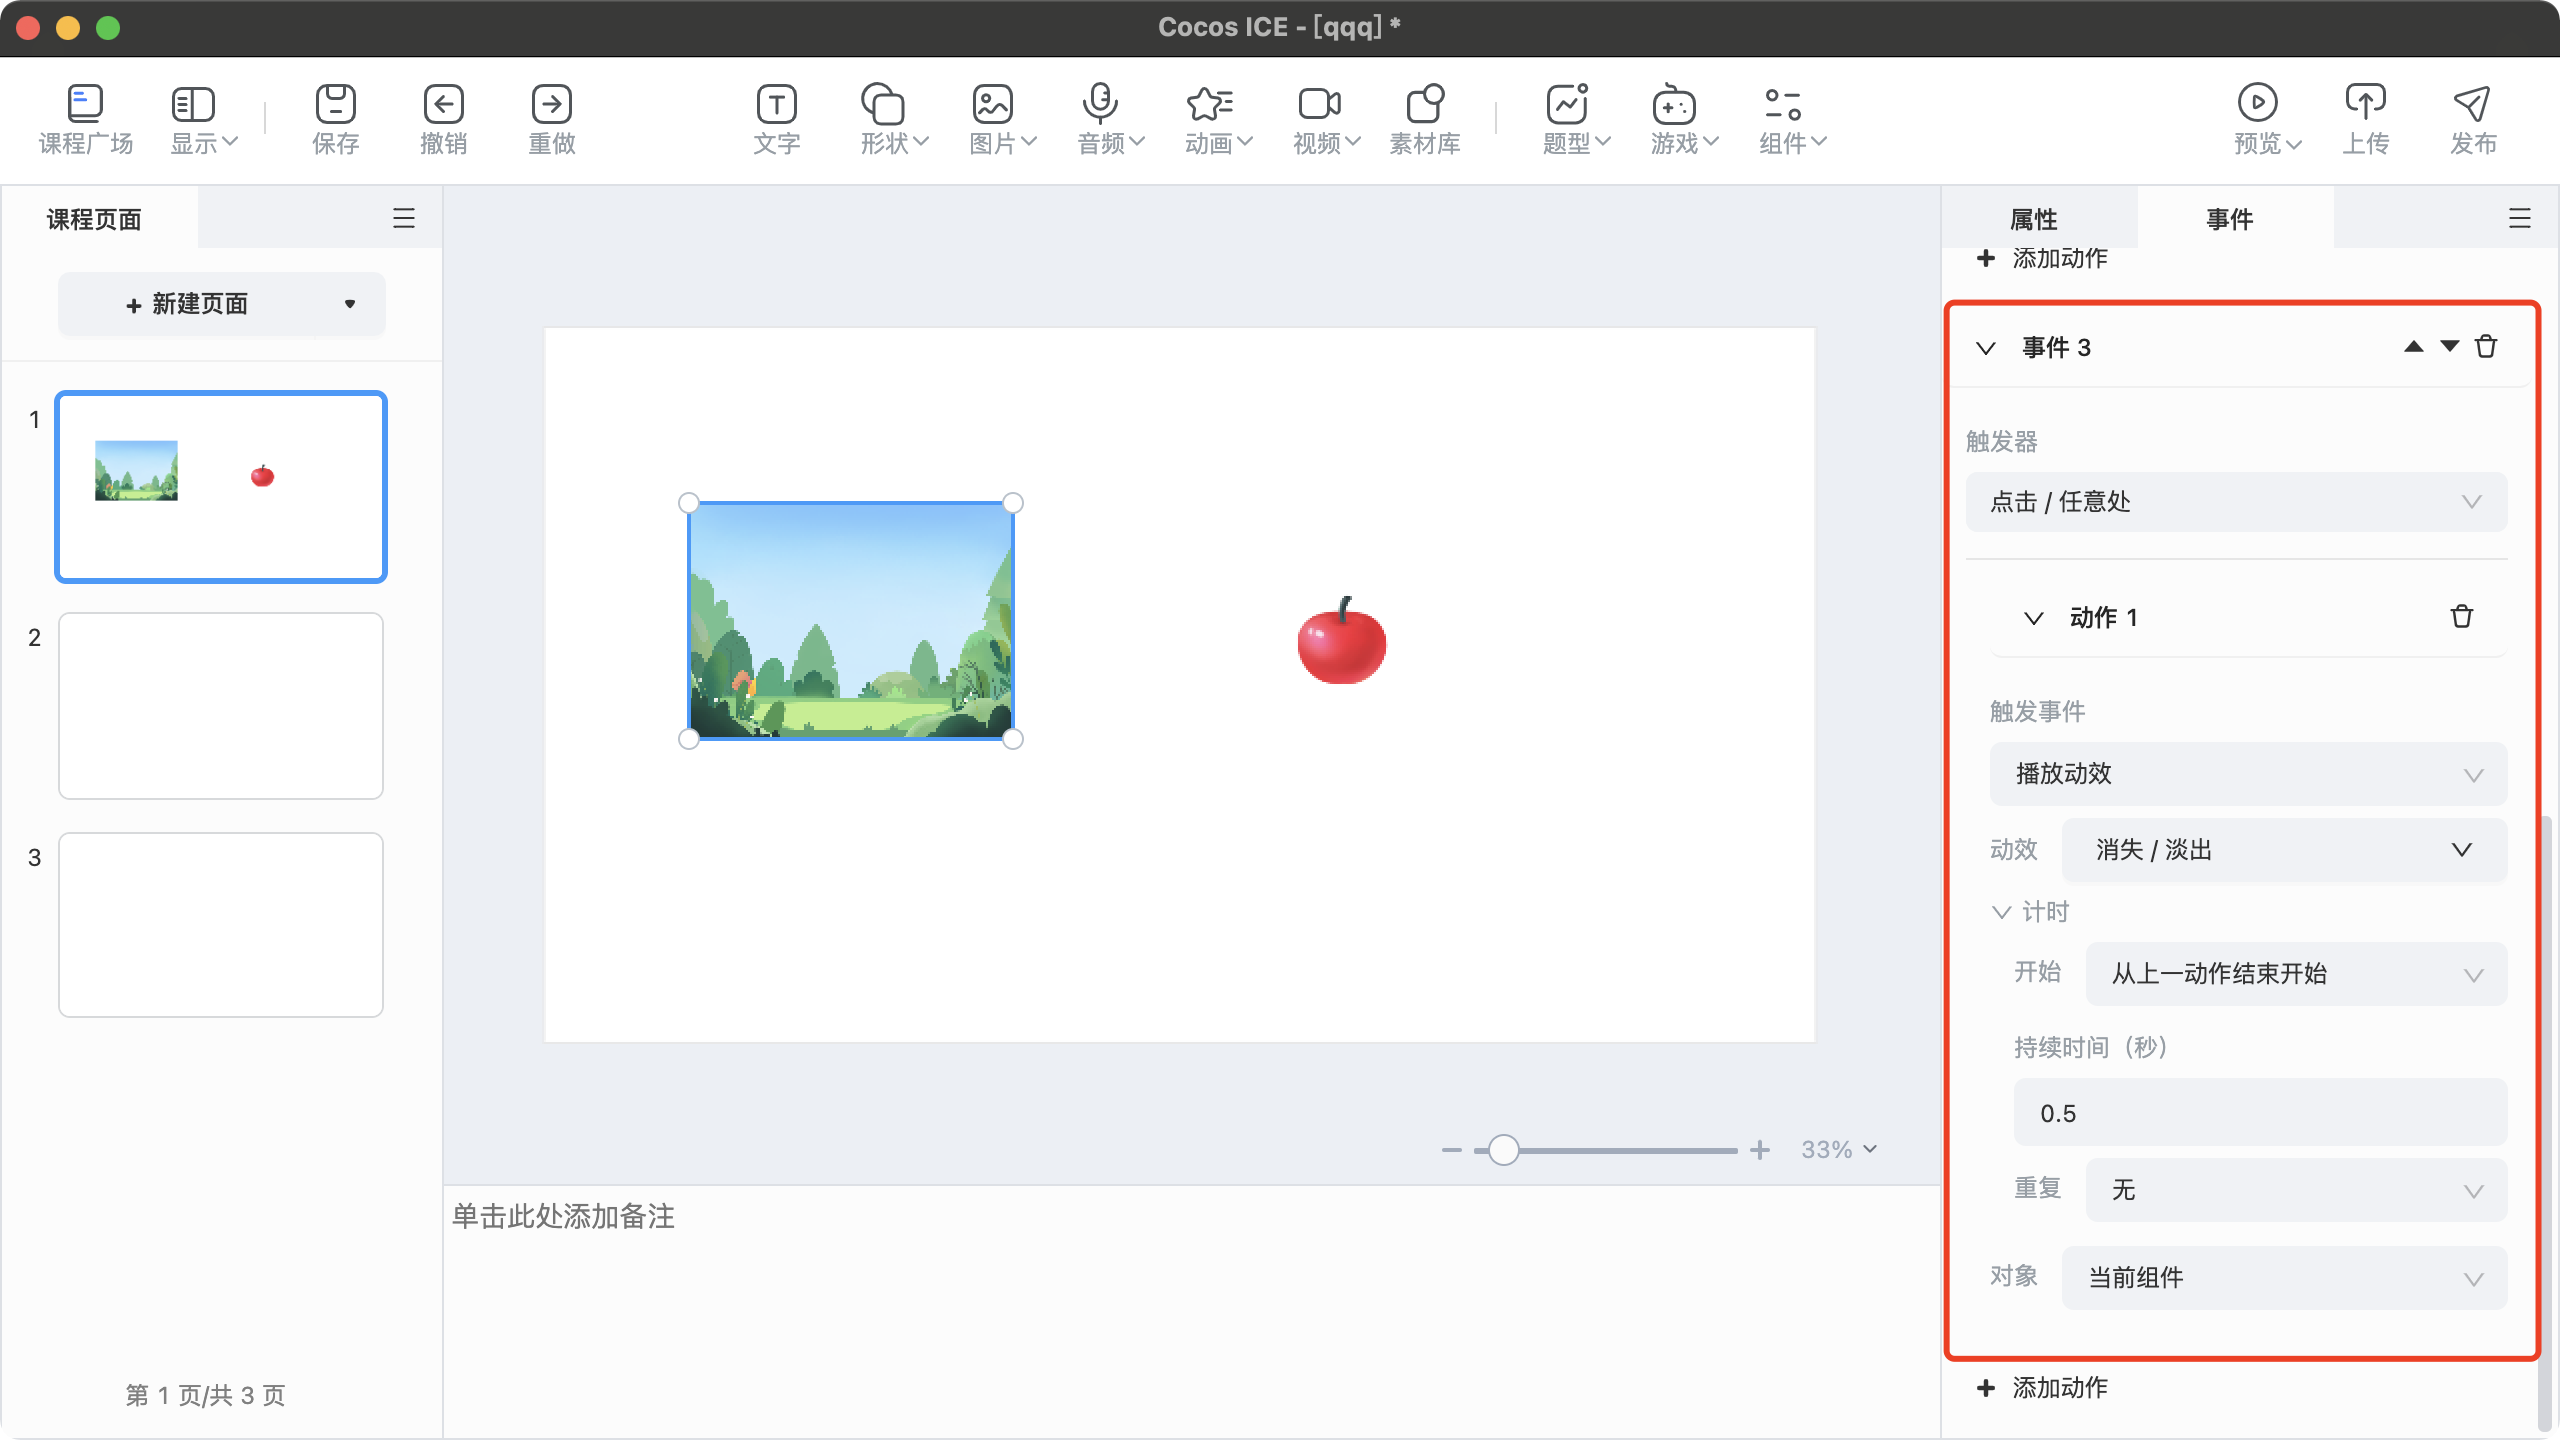 Cocos ICE - [qqq] *
课程广场 显示 保存 撤销 重做 文字 形状 图片 音频 动画 视频 素材库 题型 游戏 组件 预览 上传 发布
课程页面
+ 新建页面
1
2
3
第 1 页/共 3 页
33%
单击此处添加备注
属性 事件
+ 添加动作
事件 3
触发器
点击 / 任意处
动作 1
触发事件
播放动效
动效 消失 / 淡出
计时
开始 从上一动作结束开始
持续时间（秒）
0.5
重复 无
对象 当前组件
+ 添加动作